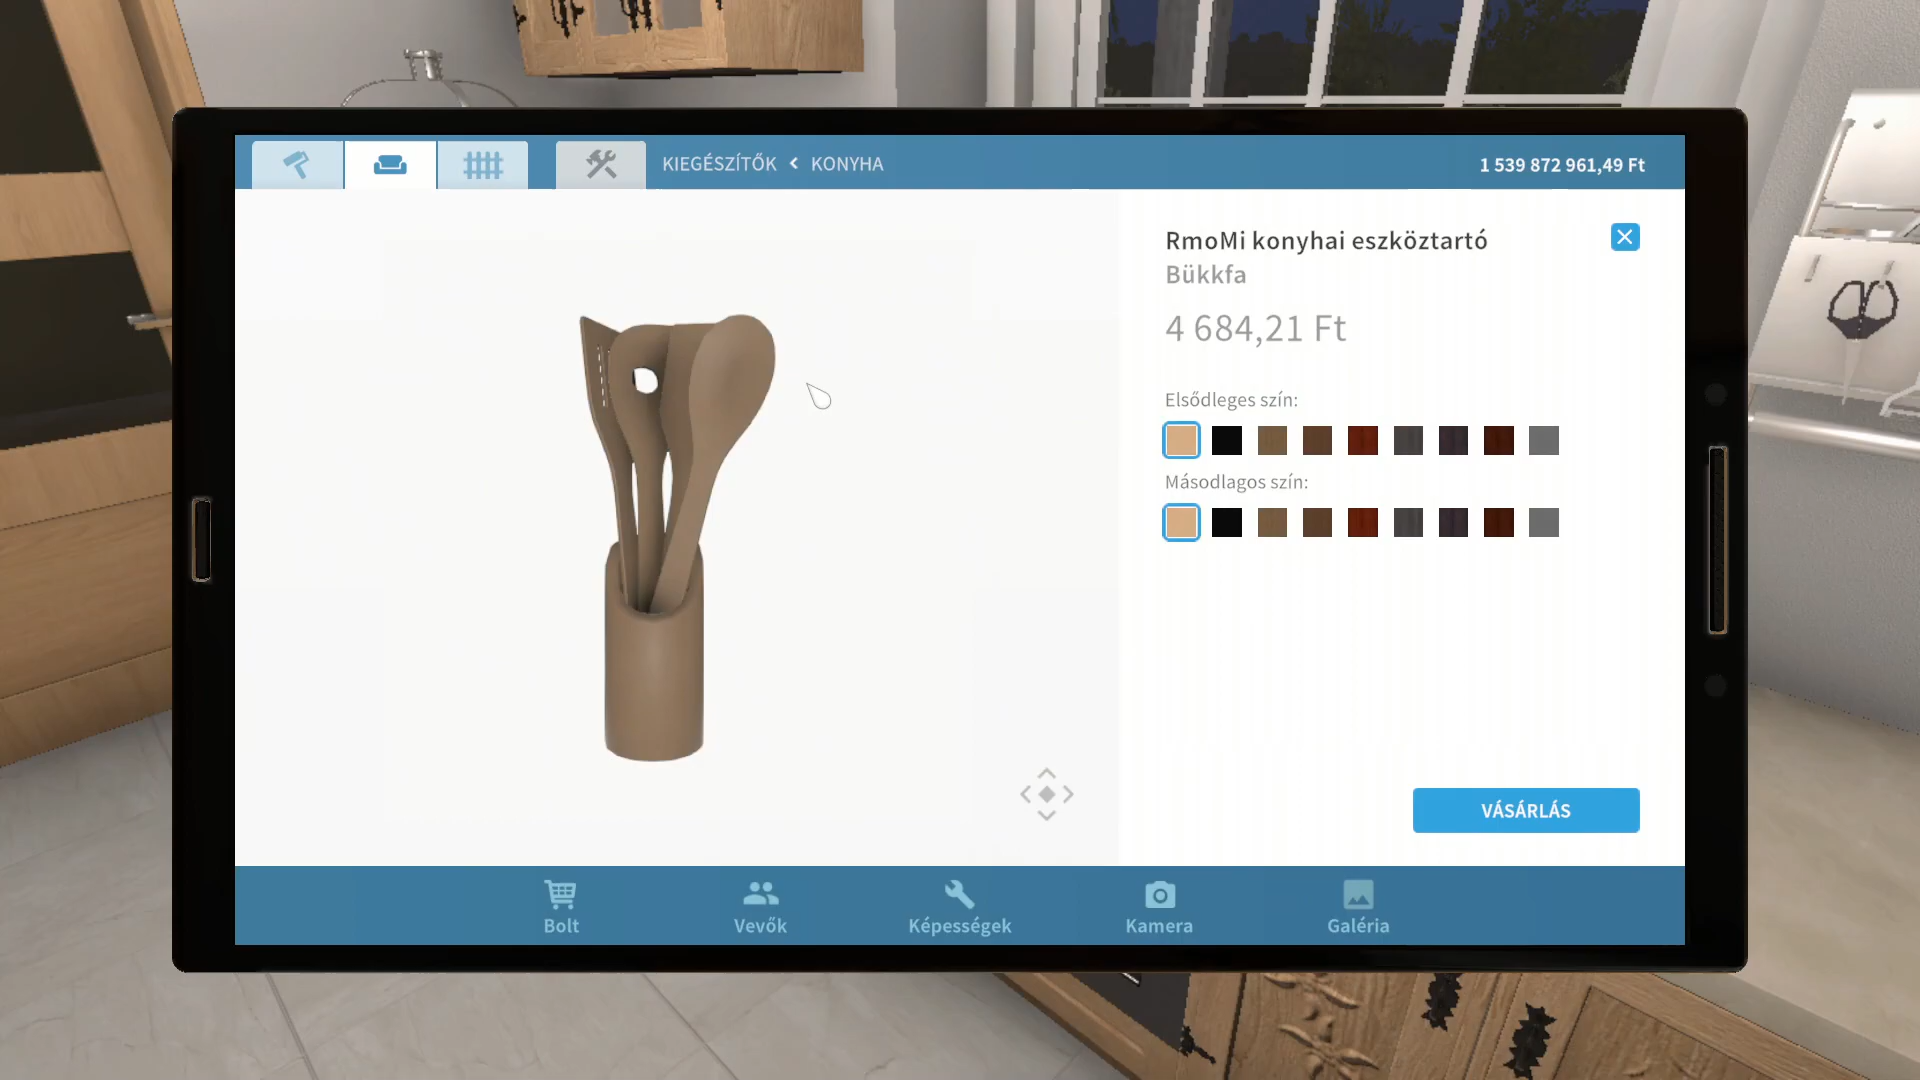 KIEGÉSZÍTŐK < KONYHA
1 539 872 961,49 Ft
RmoMi konyhai eszköztartó
Bükkfa
4 684,21 Ft
Elsődleges szín:
Másodlagos szín:
VÁSÁRLÁS
Bolt
Vevők
Képességek
Kamera
Galéria